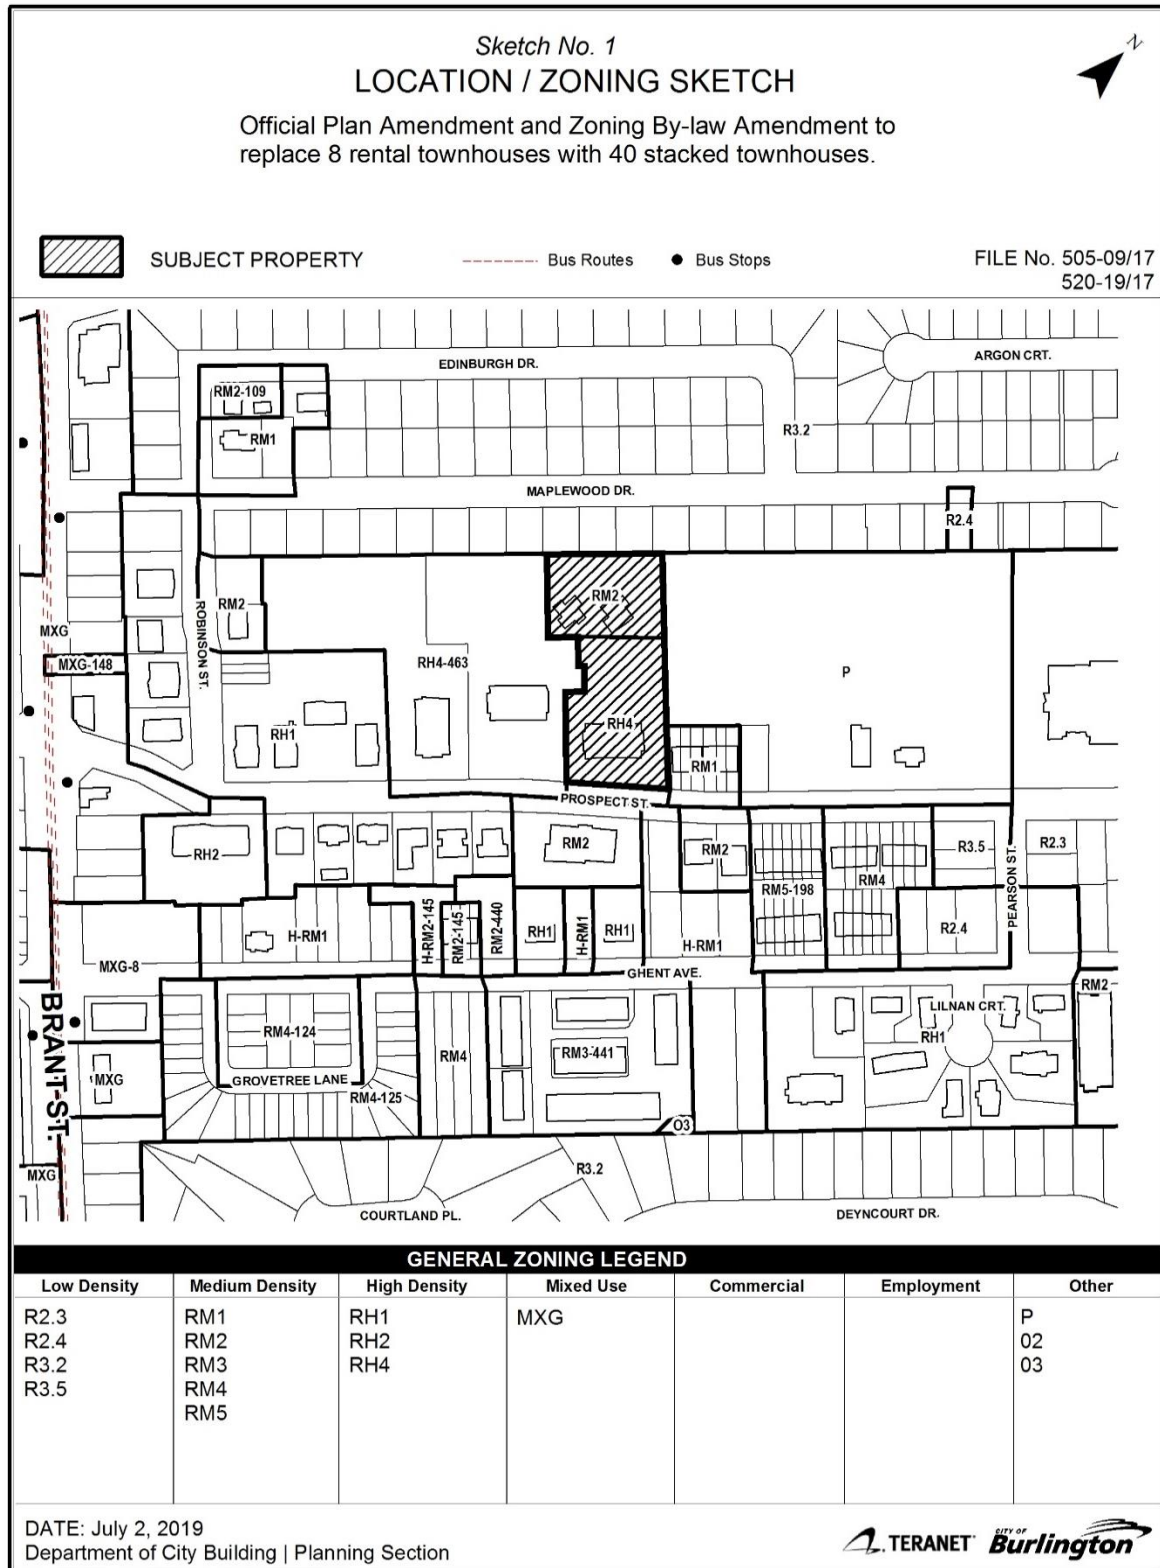 Sketch No. 1
N
LOCATION / ZONING SKETCH
Official Plan Amendment and Zoning By-law Amendment to
replace 8 rental townhouses with 40 stacked townhouses.
SUBJECT PROPERTY
Bus Routes
Bus Stops
FILE No. 505-09/17
520-19/17
EDINBURGH DR.
ARGON CRT.
RM2-109
RM1
R3.2
MAPLEWOOD DR.
R2.4
RM2
RM2
ROBINSON ST.
MXG
MXG-148
RH4-463
P
RH1
RH4
RM1
PROSPECT ST.
RH2
RM2
RM2
R3.5
R2.3
RM5-198
RM4
PEARSON ST.
H-RM1
H-RM2-145
RM2-145
RM2-440
RH1
H-RM1
RH1
H-RM1
R2.4
MXG-8
GHENT AVE.
RM2
BRANT ST.
RM4-124
RM4
RM3-441
LILNAN CRT.
RH1
MXG
GROVETREE LANE
RM4-125
O3
MXG
R3.2
COURTLAND PL.
DEYNCOURT DR.
GENERAL ZONING LEGEND
Low Density Medium Density High Density Mixed Use Commercial Employment Other
R2.3 RM1 RH1 MXG P
R2.4 RM2 RH2 02
R3.2 RM3 RH4 03
R3.5 RM4
RM5
DATE: July 2, 2019
Department of City Building | Planning Section
TERANET
CITY OF
Burlington